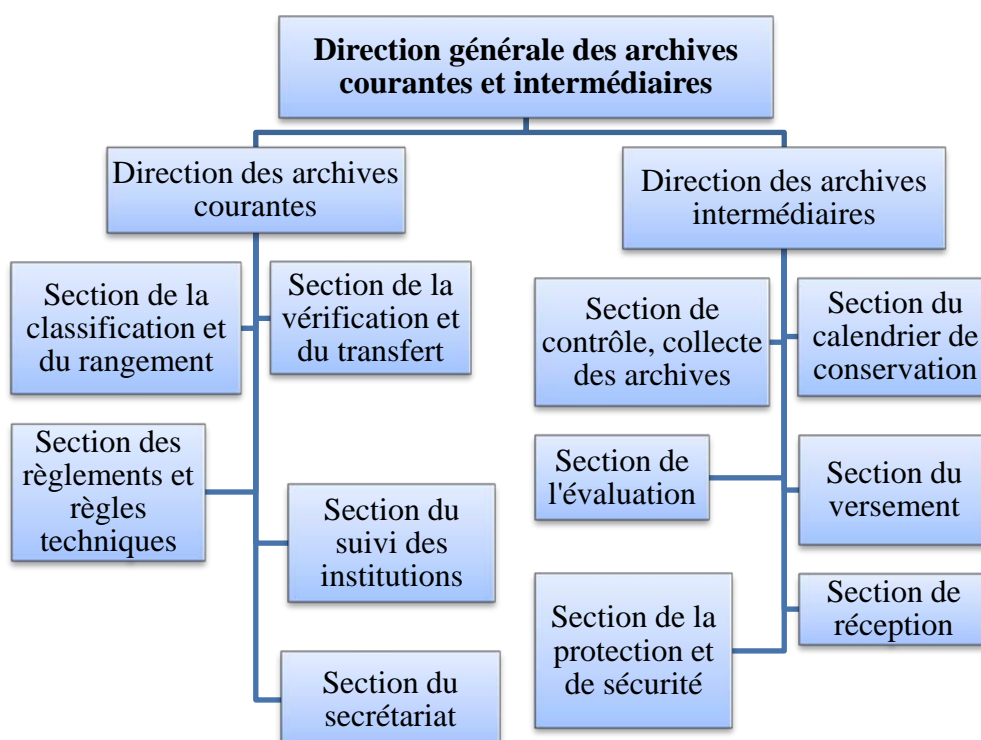 Direction générale des archives
courantes et intermédiaires
Direction des archives
courantes
Direction des archives
intermédiaires
Section de la
classification et
du rangement
Section de la
vérification et
du transfert
Section de
contrôle, collecte
des archives
Section du
calendrier de
conservation
Section des
règlements et
règles
techniques
Section du
suivi des
institutions
Section de
l'évaluation
Section du
versement
Section de la
protection et
de sécurité
Section de
réception
Section du
secrétariat